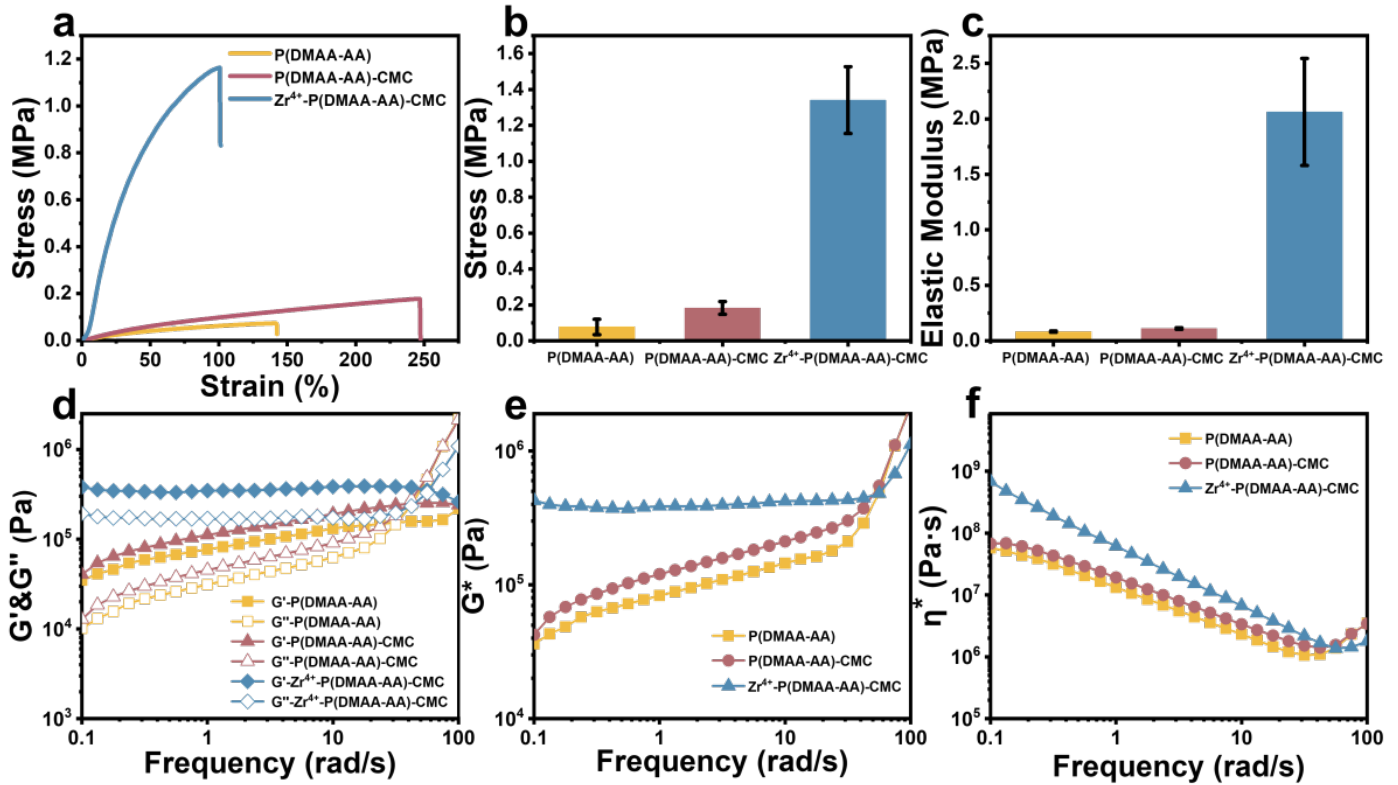 a
Stress (MPa)
1.2
1.0
0.8
0.6
0.4
0.2
0.0
P(DMAA-AA)
P(DMAA-AA)-CMC
Zr⁴⁺-P(DMAA-AA)-CMC
0 50 100 150 200 250
Strain (%)
b
Stress (MPa)
1.6
1.4
1.2
1.0
0.8
0.6
0.4
0.2
0.0
P(DMAA-AA) P(DMAA-AA)-CMC Zr⁴⁺-P(DMAA-AA)-CMC
c
Elastic Modulus (MPa)
2.5
2.0
1.5
1.0
0.5
0.0
P(DMAA-AA) P(DMAA-AA)-CMC Zr⁴⁺-P(DMAA-AA)-CMC
d
G'&G" (Pa)
10⁶
10⁵
10⁴
10³
G'-P(DMAA-AA)
G"-P(DMAA-AA)
G'-P(DMAA-AA)-CMC
G"-P(DMAA-AA)-CMC
G'-Zr⁴⁺-P(DMAA-AA)-CMC
G"-Zr⁴⁺-P(DMAA-AA)-CMC
0.1 1 10 100
Frequency (rad/s)
e
G* (Pa)
10⁶
10⁵
10⁴
P(DMAA-AA)
P(DMAA-AA)-CMC
Zr⁴⁺-P(DMAA-AA)-CMC
0.1 1 10 100
Frequency (rad/s)
f
η* (Pa·s)
10⁹
10⁸
10⁷
10⁶
10⁵
P(DMAA-AA)
P(DMAA-AA)-CMC
Zr⁴⁺-P(DMAA-AA)-CMC
0.1 1 10 100
Frequency (rad/s)